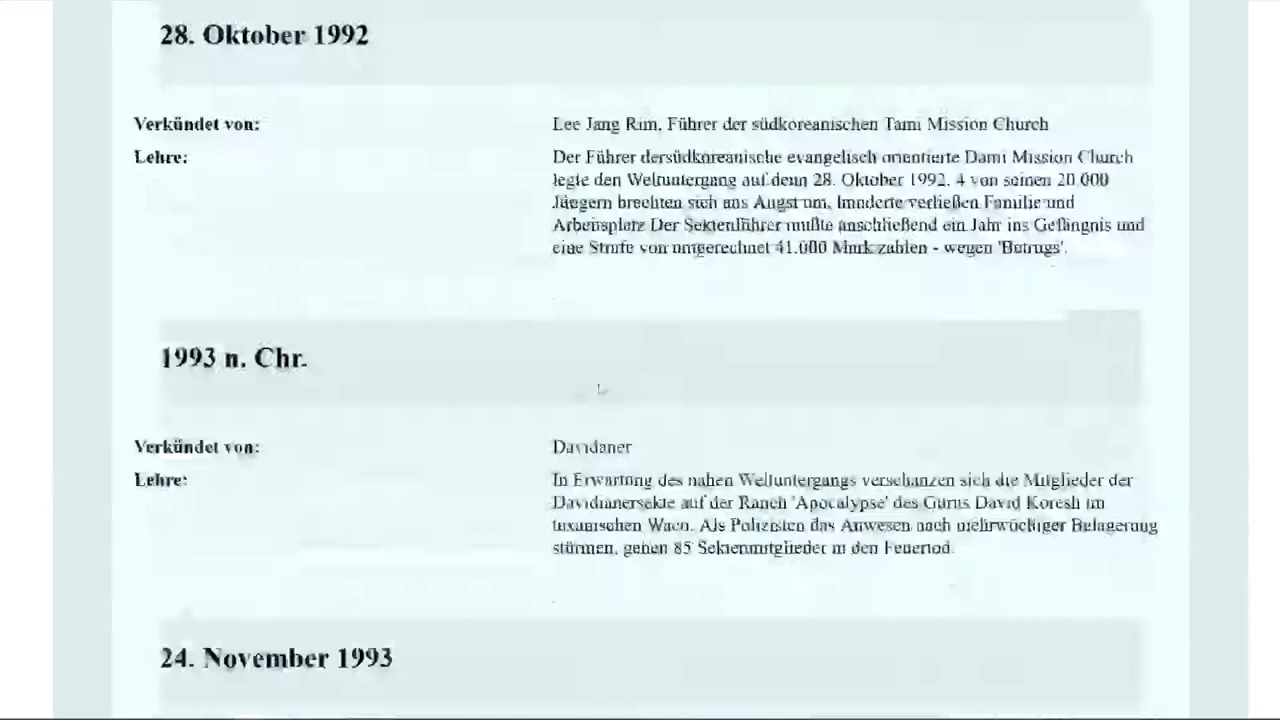 28. Oktober 1992
Verkündet von:
Lee Jang Rim, Führer der südkoreanischen Tami Mission Church
Lehre:
Der Führer dersüdkoreanische evangelisch orientierte Dami Mission Church
legte den Weltuntergang auf denn 28. Oktober 1992. 4 von seinen 20.000
Jüngern brachten sich aus Angst um, hunderte verließen Familie und
Arbeitsplatz Der Sektenführer mußte anschließend ein Jahr ins Gefängnis und
eine Strafe von umgerechnet 41.000 Mark zahlen - wegen 'Betrugs'.
1993 n. Chr.
Verkündet von:
Davidaner
Lehre:
In Erwartung des nahen Weltuntergangs verschanzen sich die Mitglieder der
Davidianersekte auf der Ranch 'Apocalypse' des Gurus David Koresh im
texanischen Waco. Als Polizisten das Anwesen nach mehrwöchiger Belagerung
stürmen, gehen 85 Sektenmitglieder in den Feuertod.
24. November 1993